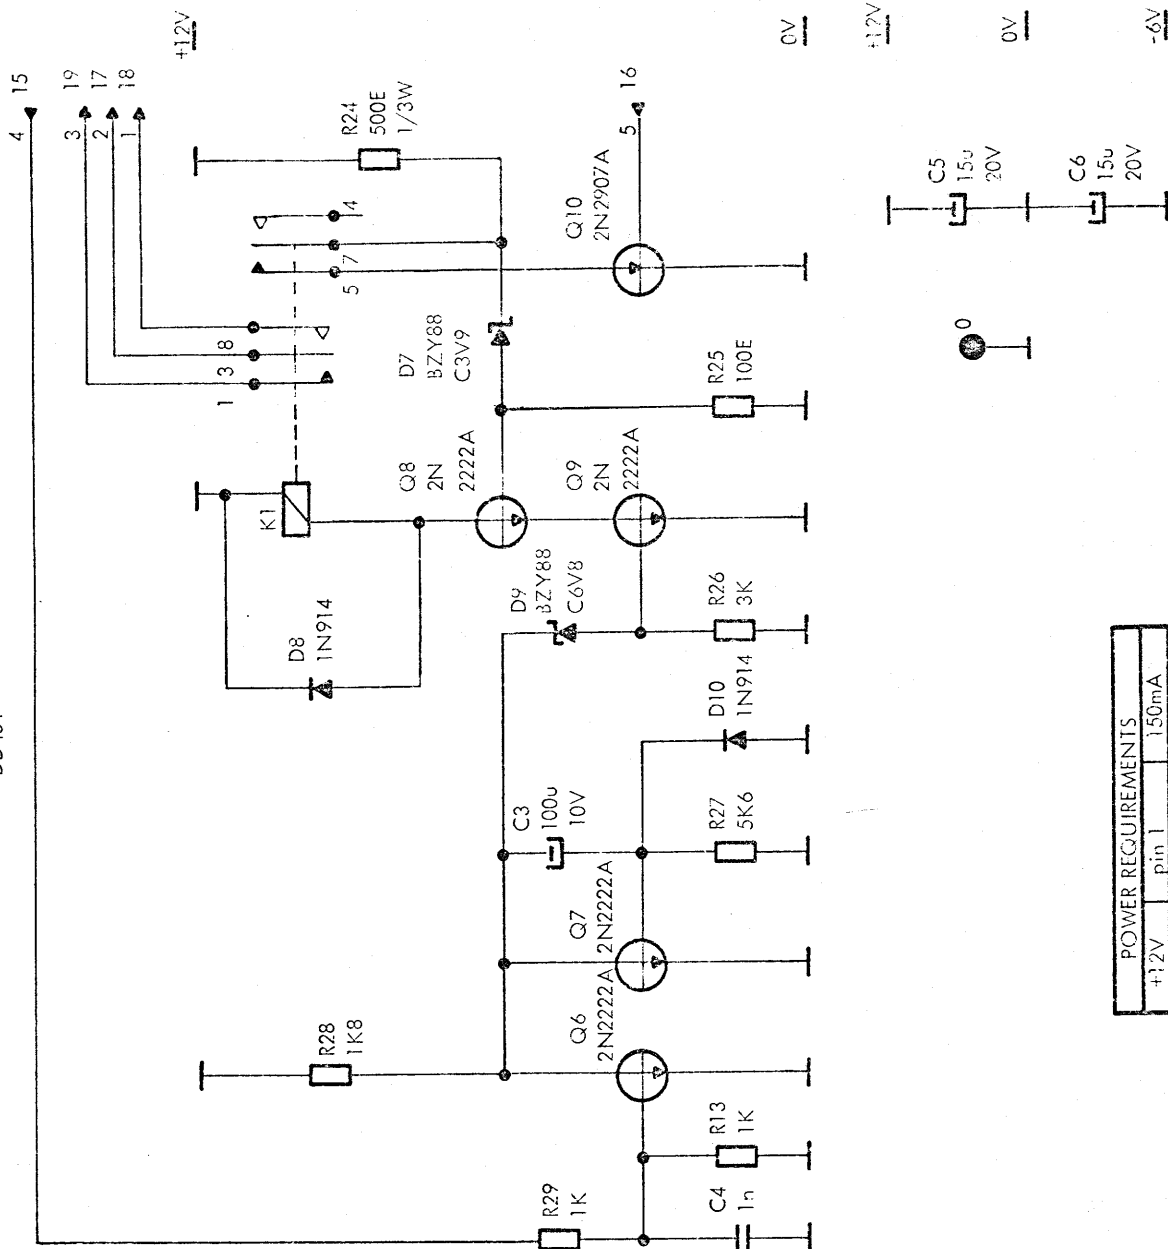 15
4
19
3
17
2
18
1
+12V
0V
+12V
0V
-6V
R24
500E
1/3W
16
5
Q10
2N2907A
C5
15u
20V
C6
15u
20V
4
7
5
8
3
1
D7
BZY88
C3V9
0
R25
100E
K1
Q8
2N
2222A
Q9
2N
2222A
D8
1N914
D9
BZY88
C6V8
R26
3K
D10
1N914
C3
100u
10V
R27
5K6
Q7
2N2222A
Q6
2N2222A
R28
1K8
R13
1K
R29
1K
C4
1n
POWER REQUIREMENTS
+12V pin 1 150mA